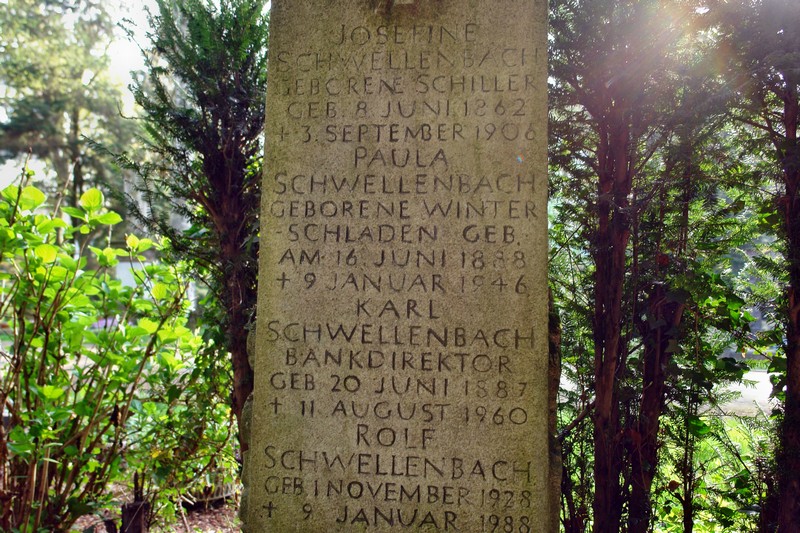 JOSEFINE
SCHWELLENBACH
GEBORENE SCHILLER
GEB. 8 JUNI 1862
+ 3. SEPTEMBER 1906
PAULA
SCHWELLENBACH
GEBORENE WINTER
SCHLADEN GEB.
AM 16. JUNI 1888
+ 9 JANUAR 1946
KARL
SCHWELLENBACH
BANKDIREKTOR
GEB 20 JUNI 1887
+ 11 AUGUST 1960
ROLF
SCHWELLENBACH
GEB. 1 NOVEMBER 1928
+ 9 JANUAR 1988